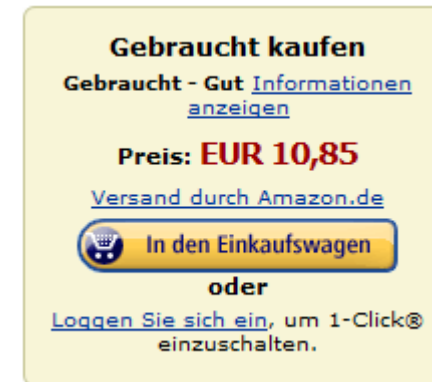 Gebraucht kaufen
Gebraucht - Gut Informationen
anzeigen
Preis: EUR 10,85
Versand durch Amazon.de
In den Einkaufswagen
oder
Loggen Sie sich ein, um 1-Click®
einzuschalten.